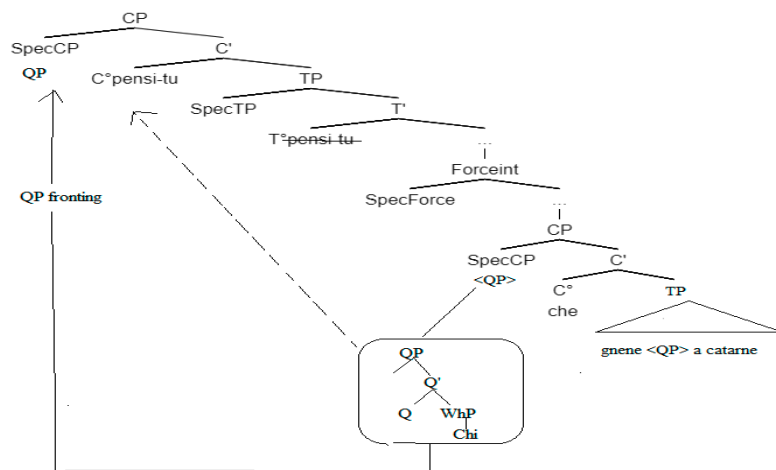 CP
SpecCP C'
QP
C°pensi-tu TP
SpecTP T'
T°pensi tu ...
Forceint
QP fronting
SpecForce ...
CP
SpecCP C'
<QP>
C° TP
che
gnene <QP> a catarne
QP
Q'
Q WhP
Chi